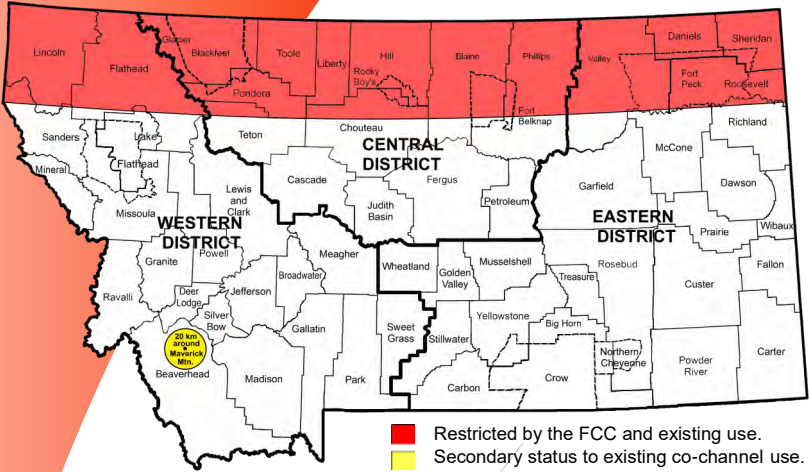 Lincoln
Flathead
Glacier
Blackfeet
Toole
Liberty
Hill
Rocky
Boy's
Blaine
Phillips
Valley
Daniels
Sheridan
Fort
Peck
Roosevelt
Pondera
Fort
Belknap
Sanders
Lake
Flathead
Mineral
Missoula
Teton
Chouteau
CENTRAL
DISTRICT
Cascade
Fergus
Judith
Basin
Petroleum
Lewis
and
Clark
WESTERN
DISTRICT
Powell
Granite
Ravalli
Deer
Lodge
Silver
Bow
Jefferson
Broadwater
Meagher
Gallatin
Park
Madison
Beaverhead
20 km
around
Maverick
Mtn.
Wheatland
Golden
Valley
Musselshell
Sweet
Grass
Stillwater
Yellowstone
Carbon
Big Horn
Crow
Treasure
Northern
Cheyenne
Rosebud
EASTERN
DISTRICT
Garfield
McCone
Richland
Dawson
Prairie
Wibaux
Fallon
Custer
Powder
River
Carter
Restricted by the FCC and existing use.
Secondary status to existing co-channel use.